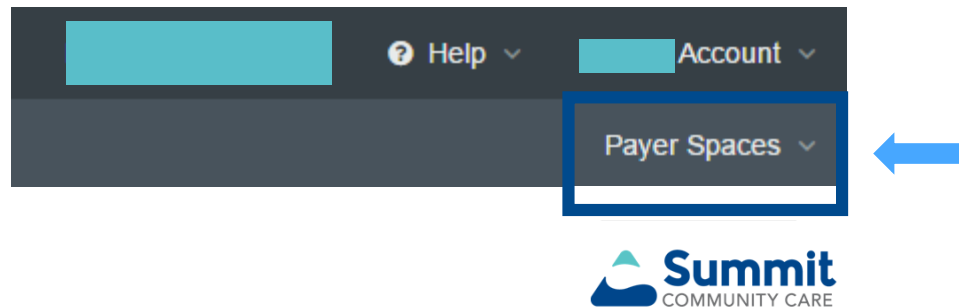 Help
Account
Payer Spaces
Summit
COMMUNITY CARE